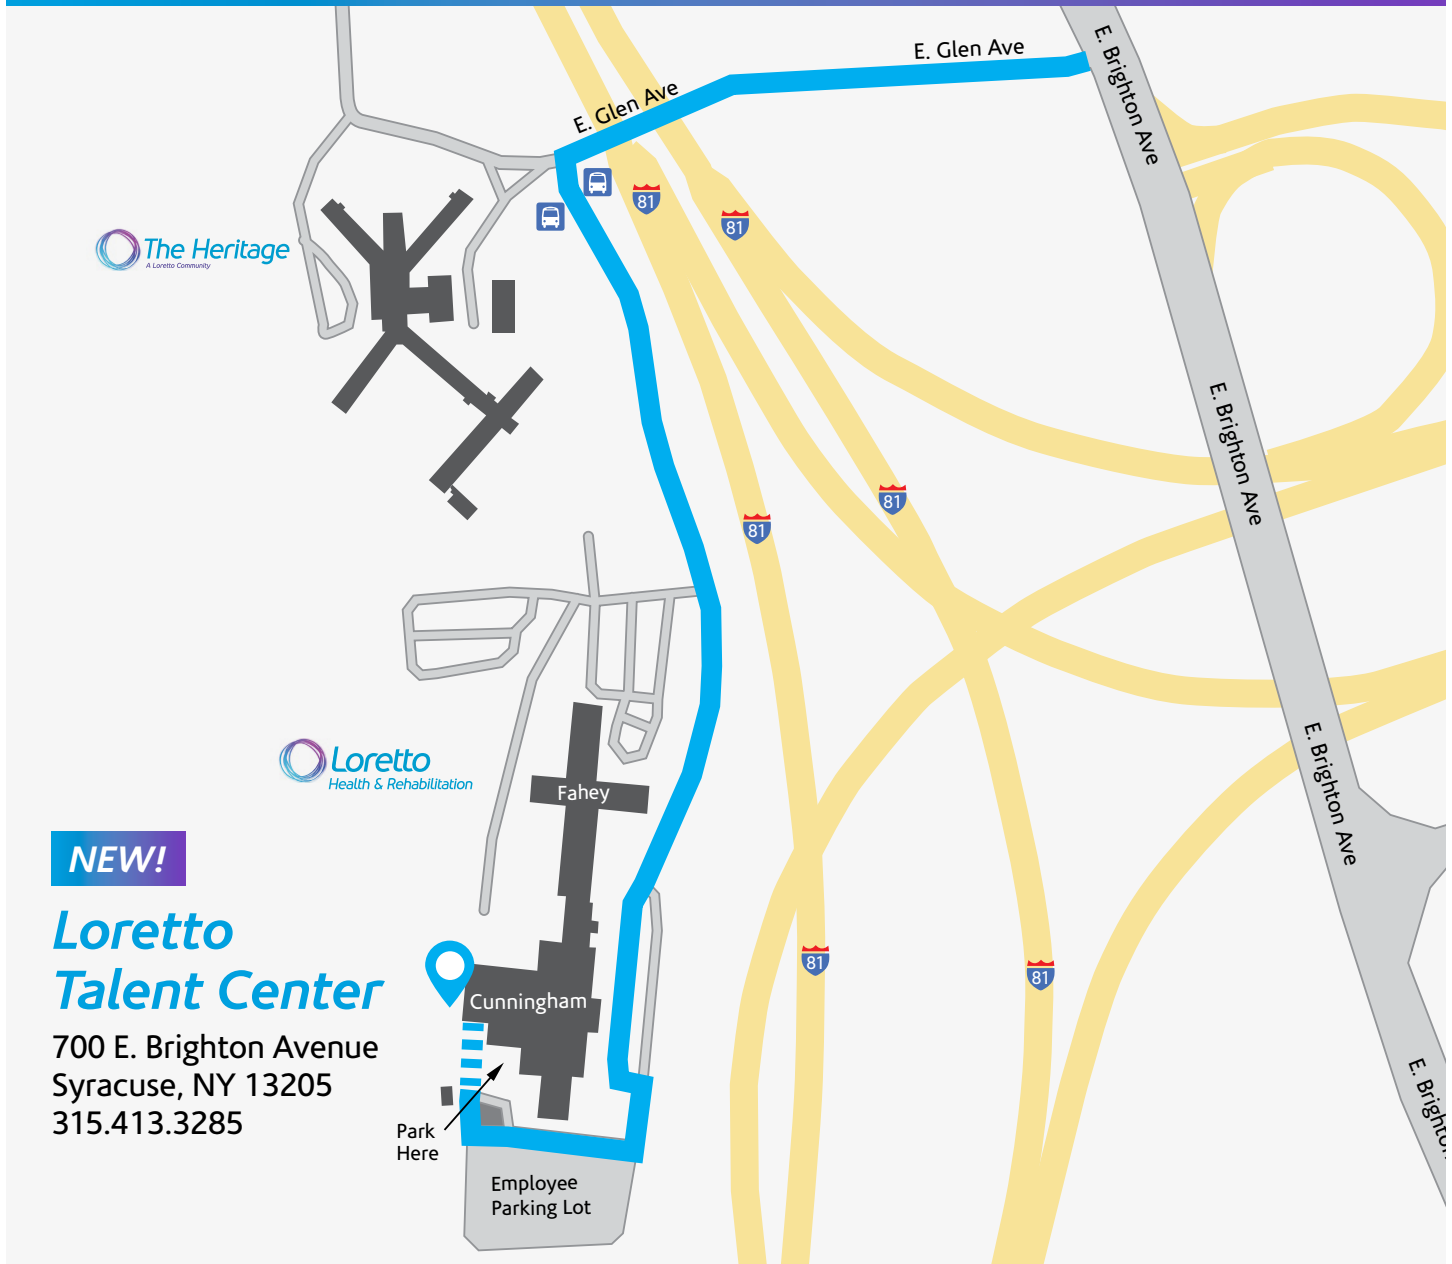 E. Glen Ave
E. Glen Ave
E. Brighton Ave
81
81
The Heritage
A Loretto Community
E. Brighton Ave
81
81
Loretto
Health & Rehabilitation
Fahey
E. Brighton Ave
NEW!
Loretto
Talent Center
700 E. Brighton Avenue
Syracuse, NY 13205
315.413.3285
Cunningham
81
81
Park
Here
Employee
Parking Lot
E. Brighton